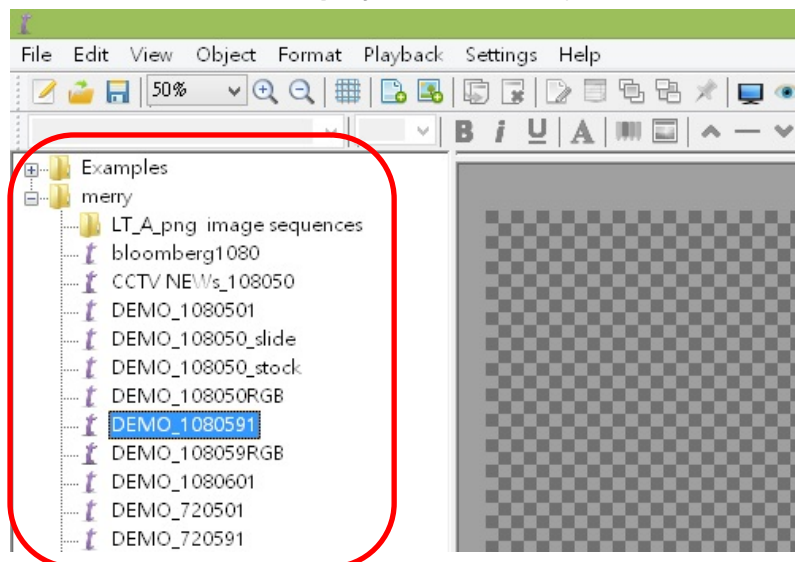 File Edit View Object Format Playback Settings Help
50%
B i U A
Examples
merry
LT_A_png image sequences
bloomberg1080
CCTV NEWs_108050
DEMO_1080501
DEMO_108050_slide
DEMO_108050_stock
DEMO_108050RGB
DEMO_1080591
DEMO_108059RGB
DEMO_1080601
DEMO_720501
DEMO_720591